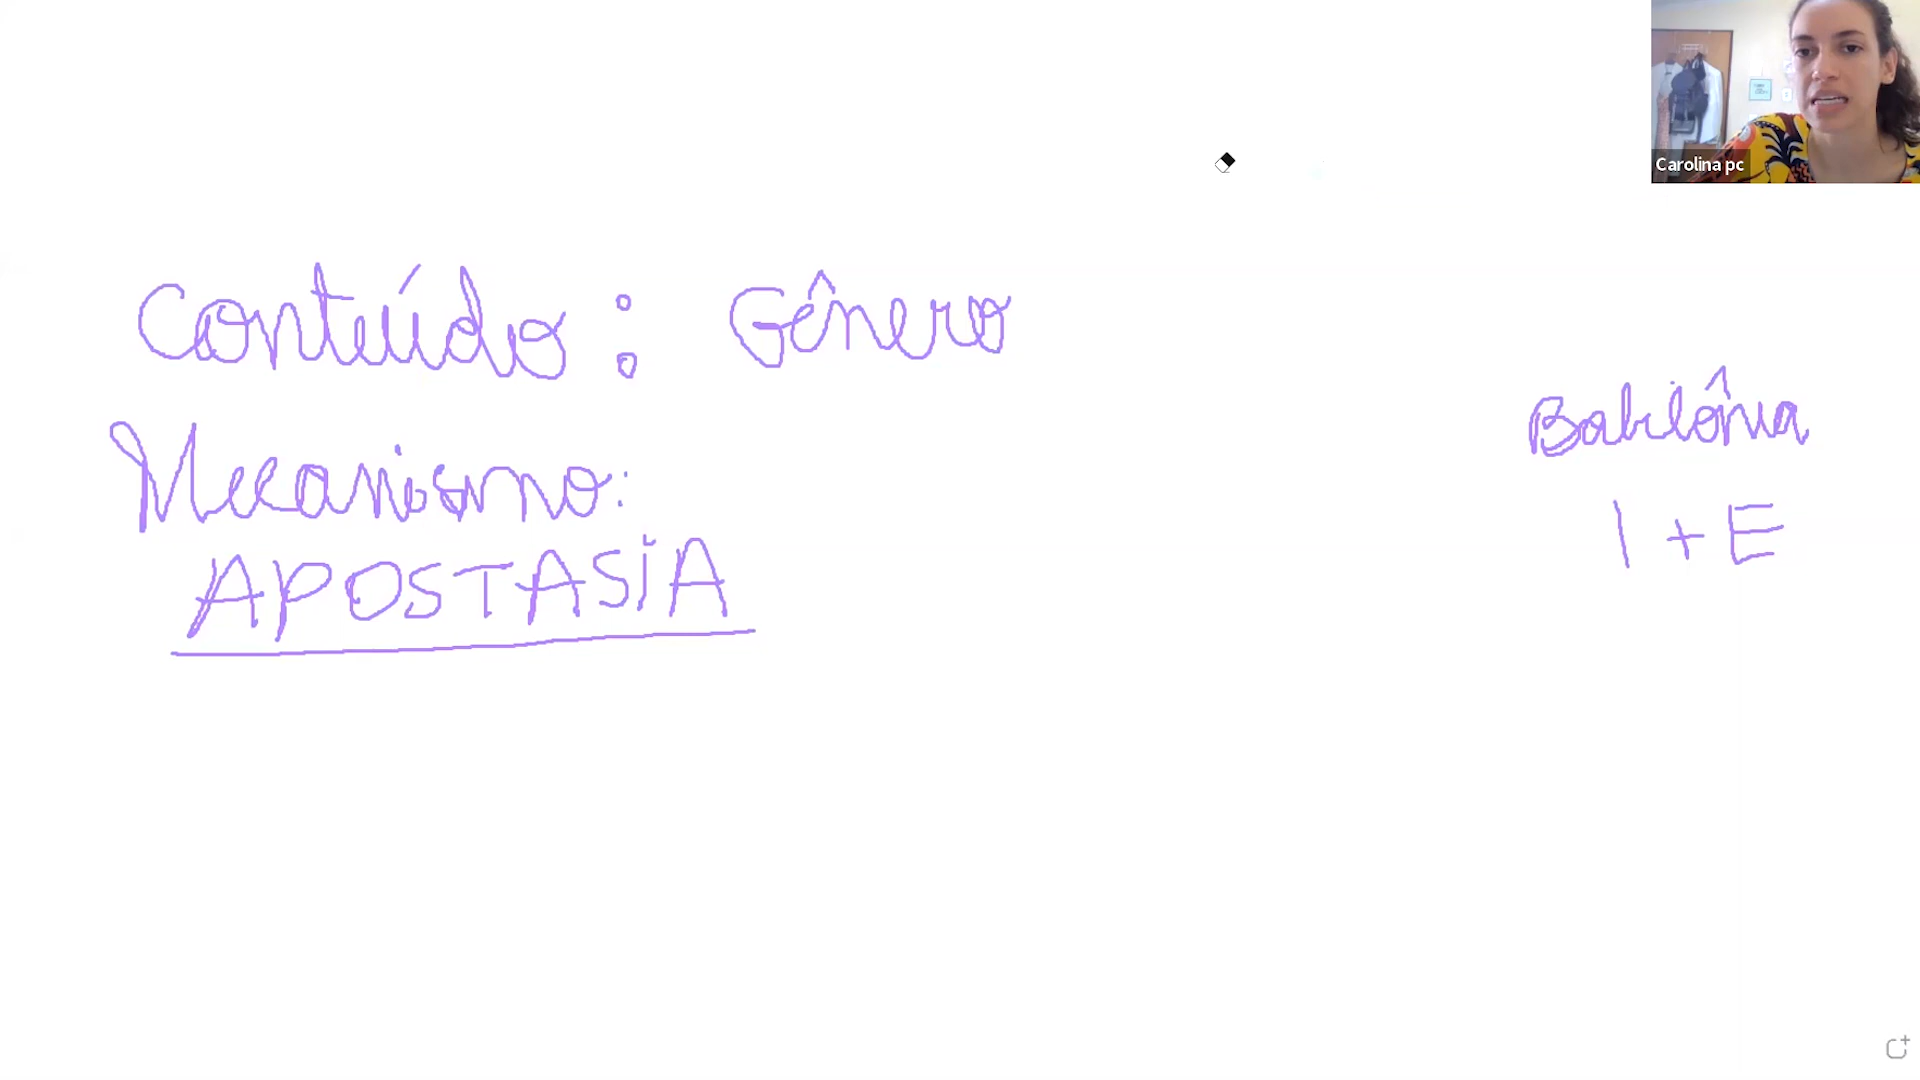 Carolina pc
Conteúdo: Gênero
Babilônia
Mecanismo:
1 + E
APOSTASIA